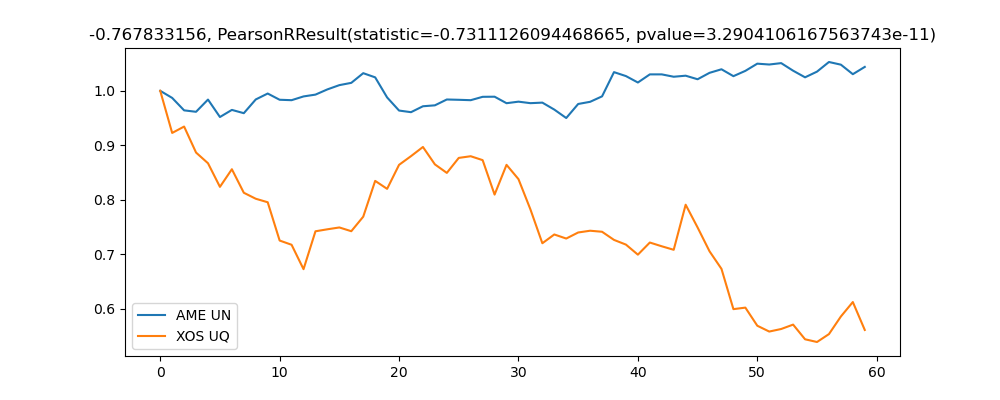 -0.767833156, PearsonRResult(statistic=-0.7311126094468665, pvalue=3.2904106167563743e-11)
1.0
0.9
0.8
0.7
0.6
AME UN
XOS UQ
0 10 20 30 40 50 60